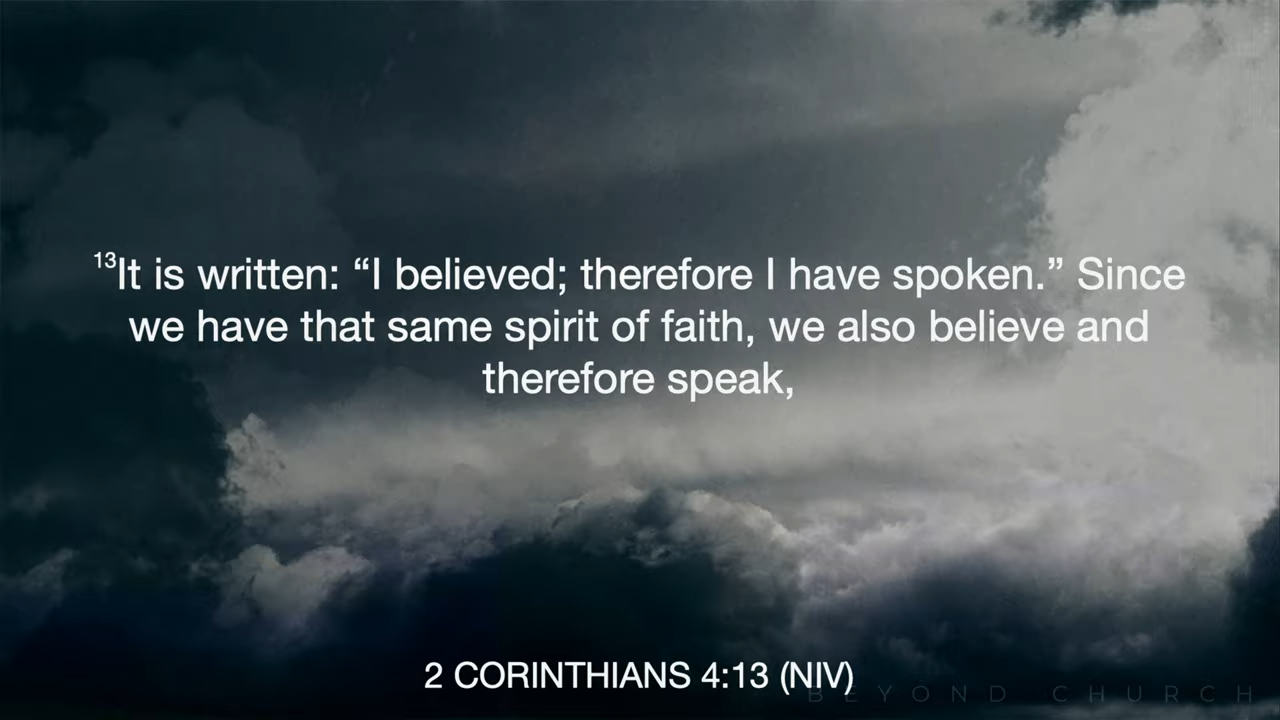 13It is written: “I believed; therefore I have spoken.” Since
we have that same spirit of faith, we also believe and
therefore speak,
2 CORINTHIANS 4:13 (NIV)
BEYOND CHURCH